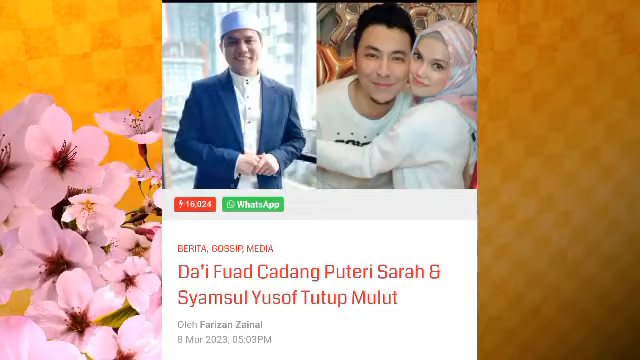 16,024
WhatsApp
BERITA, GOSSIP, MEDIA
Da'i Fuad Cadang Puteri Sarah &
Syamsul Yusof Tutup Mulut
Oleh Farizan Zainal
8 Mar 2023, 05:03PM